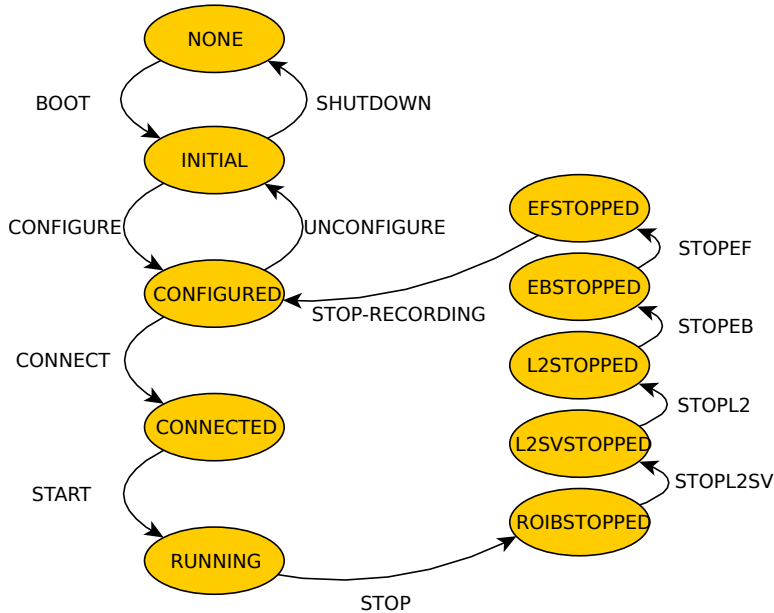 NONE
BOOT
SHUTDOWN
INITIAL
CONFIGURE
UNCONFIGURE
EFSTOPPED
STOPEF
CONFIGURED
EBSTOPPED
STOP-RECORDING
STOPEB
CONNECT
L2STOPPED
STOPL2
CONNECTED
L2SVSTOPPED
STOPL2SV
START
ROIBSTOPPED
RUNNING
STOP